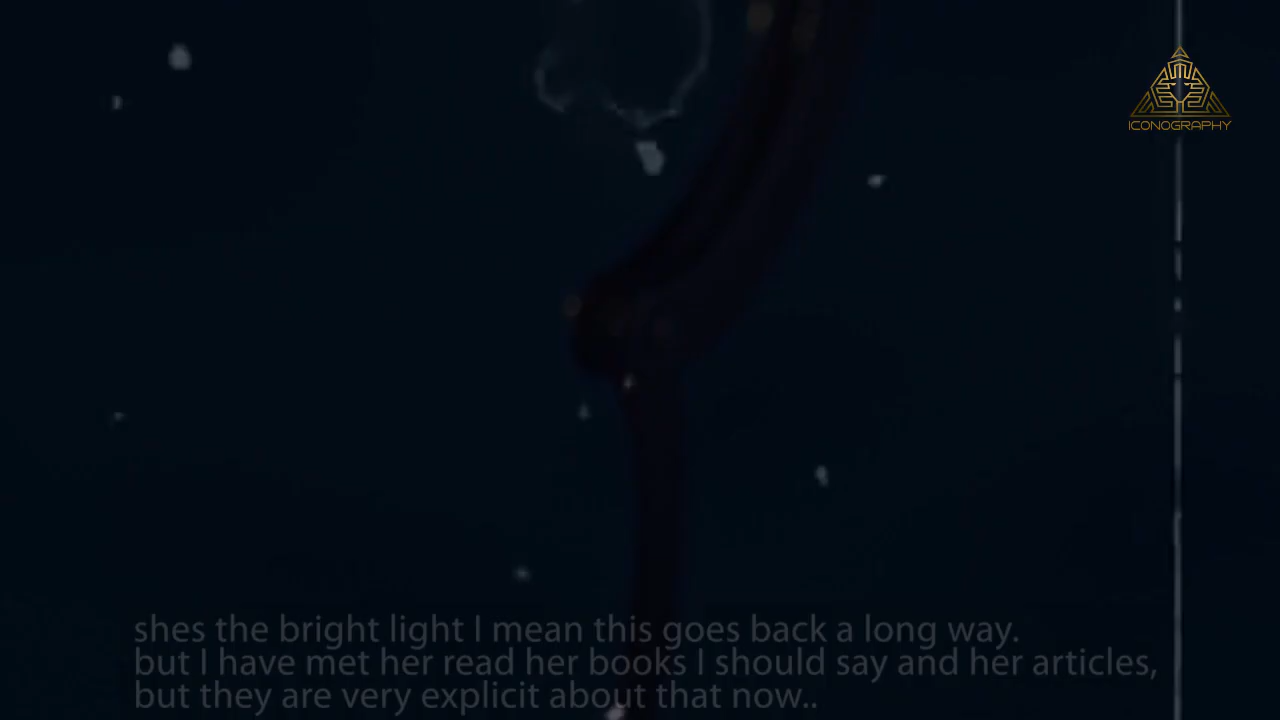 ICONOGRAPHY
shes the bright light I mean this goes back a long way.
but I have met her read her books I should say and her articles,
but they are very explicit about that now..